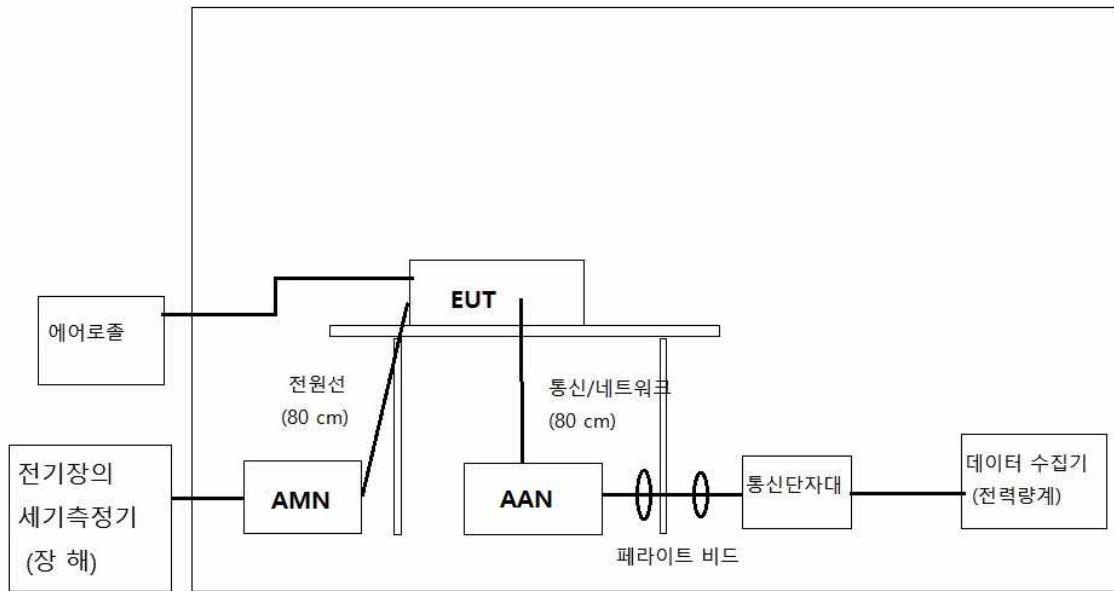 EUT
에어로졸
전원선
(80 cm)
통신/네트워크
(80 cm)
전기장의
세기측정기
(장 해)
AMN
AAN
통신단자대
데이터 수집기
(전력량계)
페라이트 비드